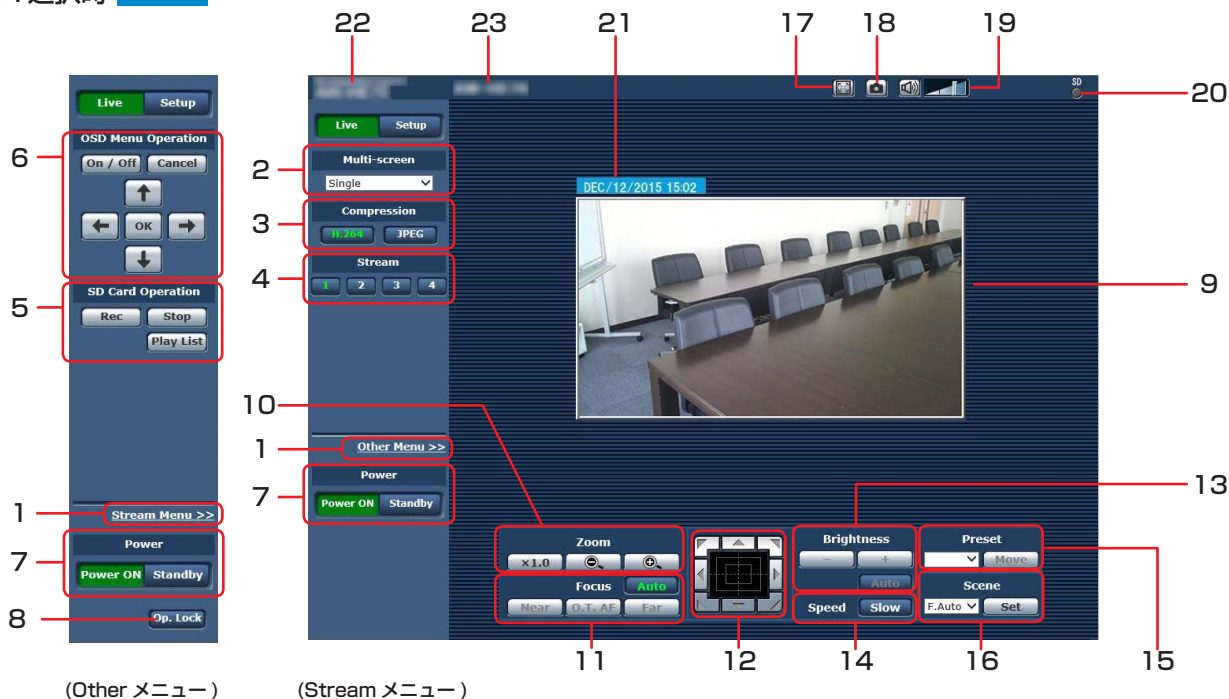 選択時
22 23 21 17 18 19
SD
20
Live Setup
6
OSD Menu Operation
On / Off Cancel
OK
5
SD Card Operation
Rec Stop
Play List
1
Stream Menu >>
7
Power
Power ON Standby
8
Op. Lock
(Other メニュー)
Live Setup
2
Multi-screen
Single
3
Compression
H.264 JPEG
4
Stream
1 2 3 4
DEC/12/2015 15:02
9
10
1
Other Menu >>
7
Power
Power ON Standby
13
Zoom
×1.0
Focus Auto
Near O.T. AF Far
Brightness
- +
Auto
Speed Slow
Preset
Move
Scene
F.Auto Set
15
11 12 14 16
(Stream メニュー)